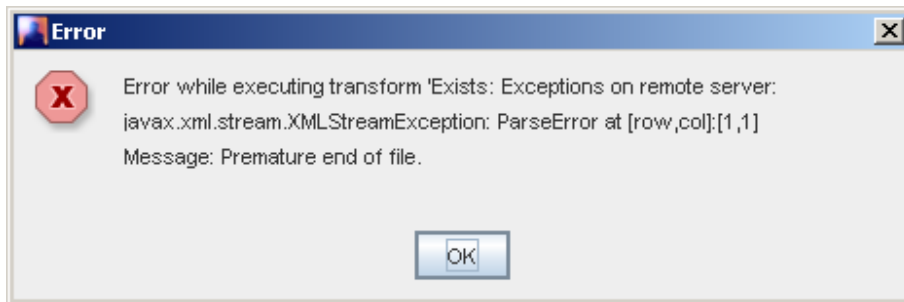 Error
Error while executing transform 'Exists: Exceptions on remote server:
javax.xml.stream.XMLStreamException: ParseError at [row,col]:[1,1]
Message: Premature end of file.
OK